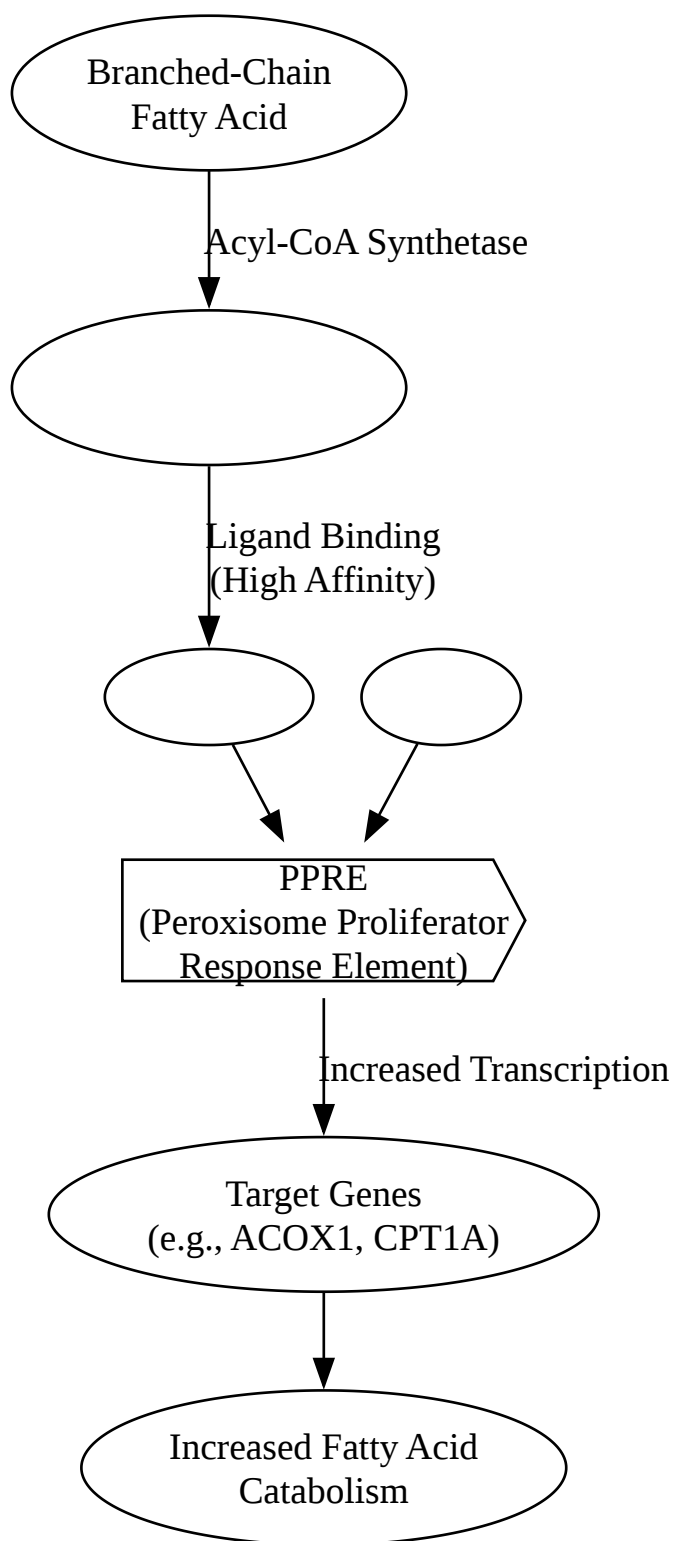 Branched-Chain
Fatty Acid
Acyl-CoA Synthetase
Ligand Binding
(High Affinity)
PPRE
(Peroxisome Proliferator
Response Element)
Increased Transcription
Target Genes
(e.g., ACOX1, CPT1A)
Increased Fatty Acid
Catabolism